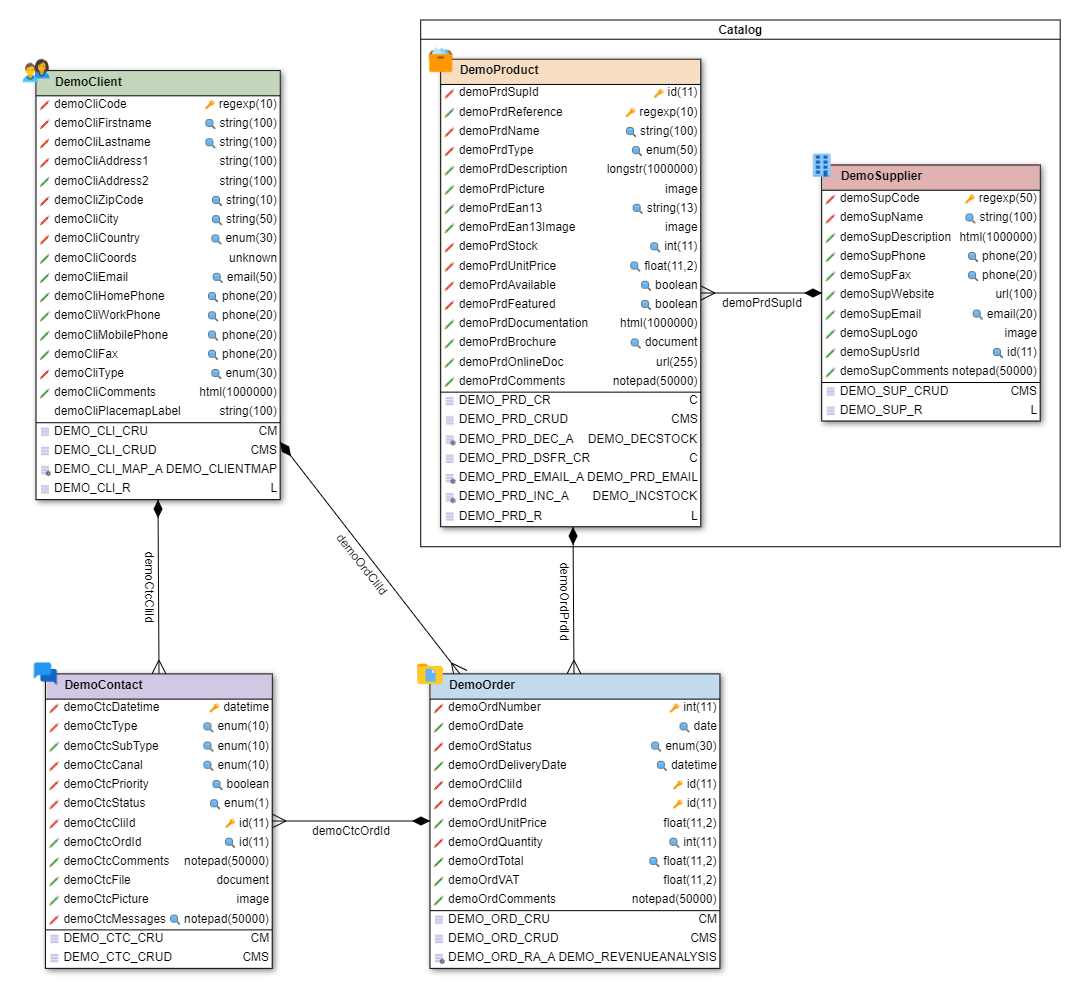 Catalog
DemoClient
demoCliCode regexp(10)
demoCliFirstname string(100)
demoCliLastname string(100)
demoCliAddress1 string(100)
demoCliAddress2 string(100)
demoCliZipCode string(10)
demoCliCity string(50)
demoCliCountry enum(30)
demoCliCoords unknown
demoCliEmail email(50)
demoCliHomePhone phone(20)
demoCliWorkPhone phone(20)
demoCliMobilePhone phone(20)
demoCliFax phone(20)
demoCliType enum(30)
demoCliComments html(1000000)
demoCliPlacemapLabel string(100)
DEMO_CLI_CRU CM
DEMO_CLI_CRUD CMS
DEMO_CLI_MAP_A DEMO_CLIENTMAP
DEMO_CLI_R L
DemoProduct
demoPrdSupId id(11)
demoPrdReference regexp(10)
demoPrdName string(100)
demoPrdType enum(50)
demoPrdDescription longstr(1000000)
demoPrdPicture image
demoPrdEan13 string(13)
demoPrdEan13Image image
demoPrdStock int(11)
demoPrdUnitPrice float(11,2)
demoPrdAvailable boolean
demoPrdFeatured boolean
demoPrdDocumentation html(1000000)
demoPrdBrochure document
demoPrdOnlineDoc url(255)
demoPrdComments notepad(50000)
DEMO_PRD_CR C
DEMO_PRD_CRUD CMS
DEMO_PRD_DEC_A DEMO_DECSTOCK
DEMO_PRD_DSFR_CR C
DEMO_PRD_EMAIL_A DEMO_PRD_EMAIL
DEMO_PRD_INC_A DEMO_INCSTOCK
DEMO_PRD_R L
demoPrdSupId
DemoSupplier
demoSupCode regexp(50)
demoSupName string(100)
demoSupDescription html(1000000)
demoSupPhone phone(20)
demoSupFax phone(20)
demoSupWebsite url(100)
demoSupEmail email(20)
demoSupLogo image
demoSupUsrId id(11)
demoSupComments notepad(50000)
DEMO_SUP_CRUD CMS
DEMO_SUP_R L
demoCtcCliId
demoOrdCliId
demoOrdPrdId
DemoContact
demoCtcDatetime datetime
demoCtcType enum(10)
demoCtcSubType enum(10)
demoCtcCanal enum(10)
demoCtcPriority boolean
demoCtcStatus enum(1)
demoCtcCliId id(11)
demoCtcOrdId id(11)
demoCtcComments notepad(50000)
demoCtcFile document
demoCtcPicture image
demoCtcMessages notepad(50000)
DEMO_CTC_CRU CM
DEMO_CTC_CRUD CMS
demoCtcOrdId
DemoOrder
demoOrdNumber int(11)
demoOrdDate date
demoOrdStatus enum(30)
demoOrdDeliveryDate datetime
demoOrdCliId id(11)
demoOrdPrdId id(11)
demoOrdUnitPrice float(11,2)
demoOrdQuantity int(11)
demoOrdTotal float(11,2)
demoOrdVAT float(11,2)
demoOrdComments notepad(50000)
DEMO_ORD_CRU CM
DEMO_ORD_CRUD CMS
DEMO_ORD_RA_A DEMO_REVENUEANALYSIS